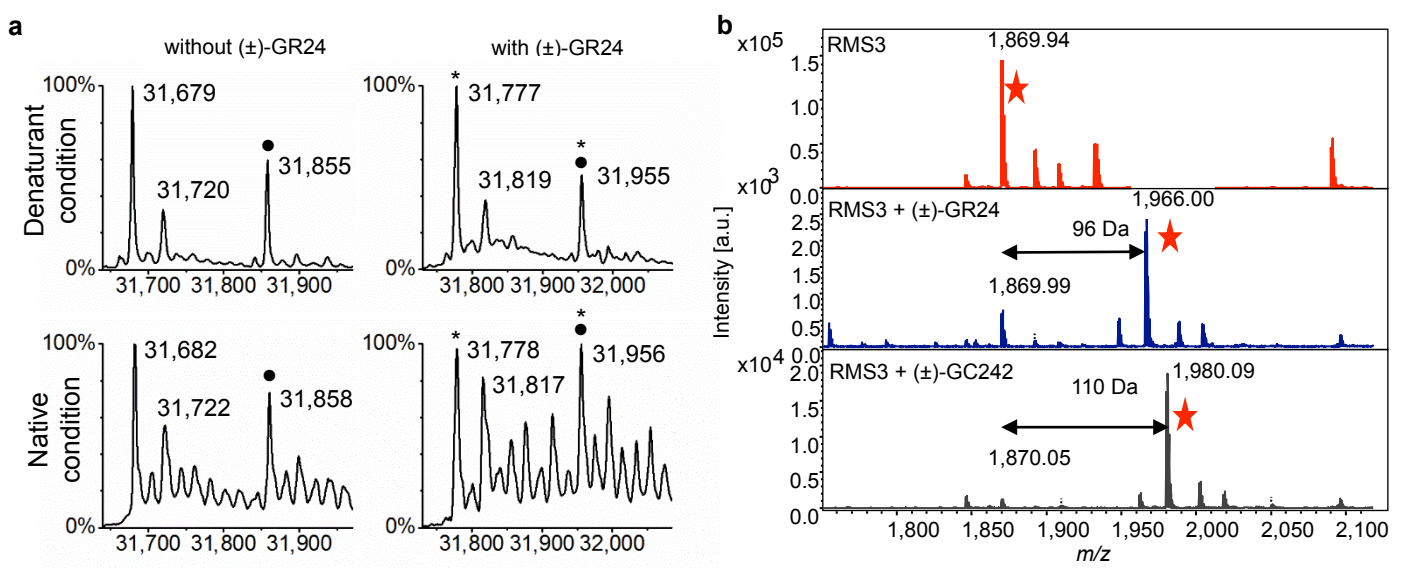 a
without (±)-GR24
with (±)-GR24
Denaturant
condition
100%
0%
31,679
31,720
31,855
31,700 31,800 31,900
100%
0%
*
31,777
31,819
*
31,955
31,800 31,900 32,000
Native
condition
100%
0%
31,682
31,722
31,858
31,700 31,800 31,900
100%
0%
*
31,778
31,817
*
31,956
31,800 31,900 32,000
b
Intensity [a.u.]
x10⁵
1.5
1.0
0.5
0.0
RMS3
1,869.94
x10³
2.5
2.0
1.5
1.0
0.5
0.0
RMS3 + (±)-GR24
1,966.00
96 Da
1,869.99
x10⁴
2.0
1.5
1.0
0.5
0.0
RMS3 + (±)-GC242
1,980.09
110 Da
1,870.05
1,800 1,850 1,900 1,950 2,000 2,050 2,100
m/z